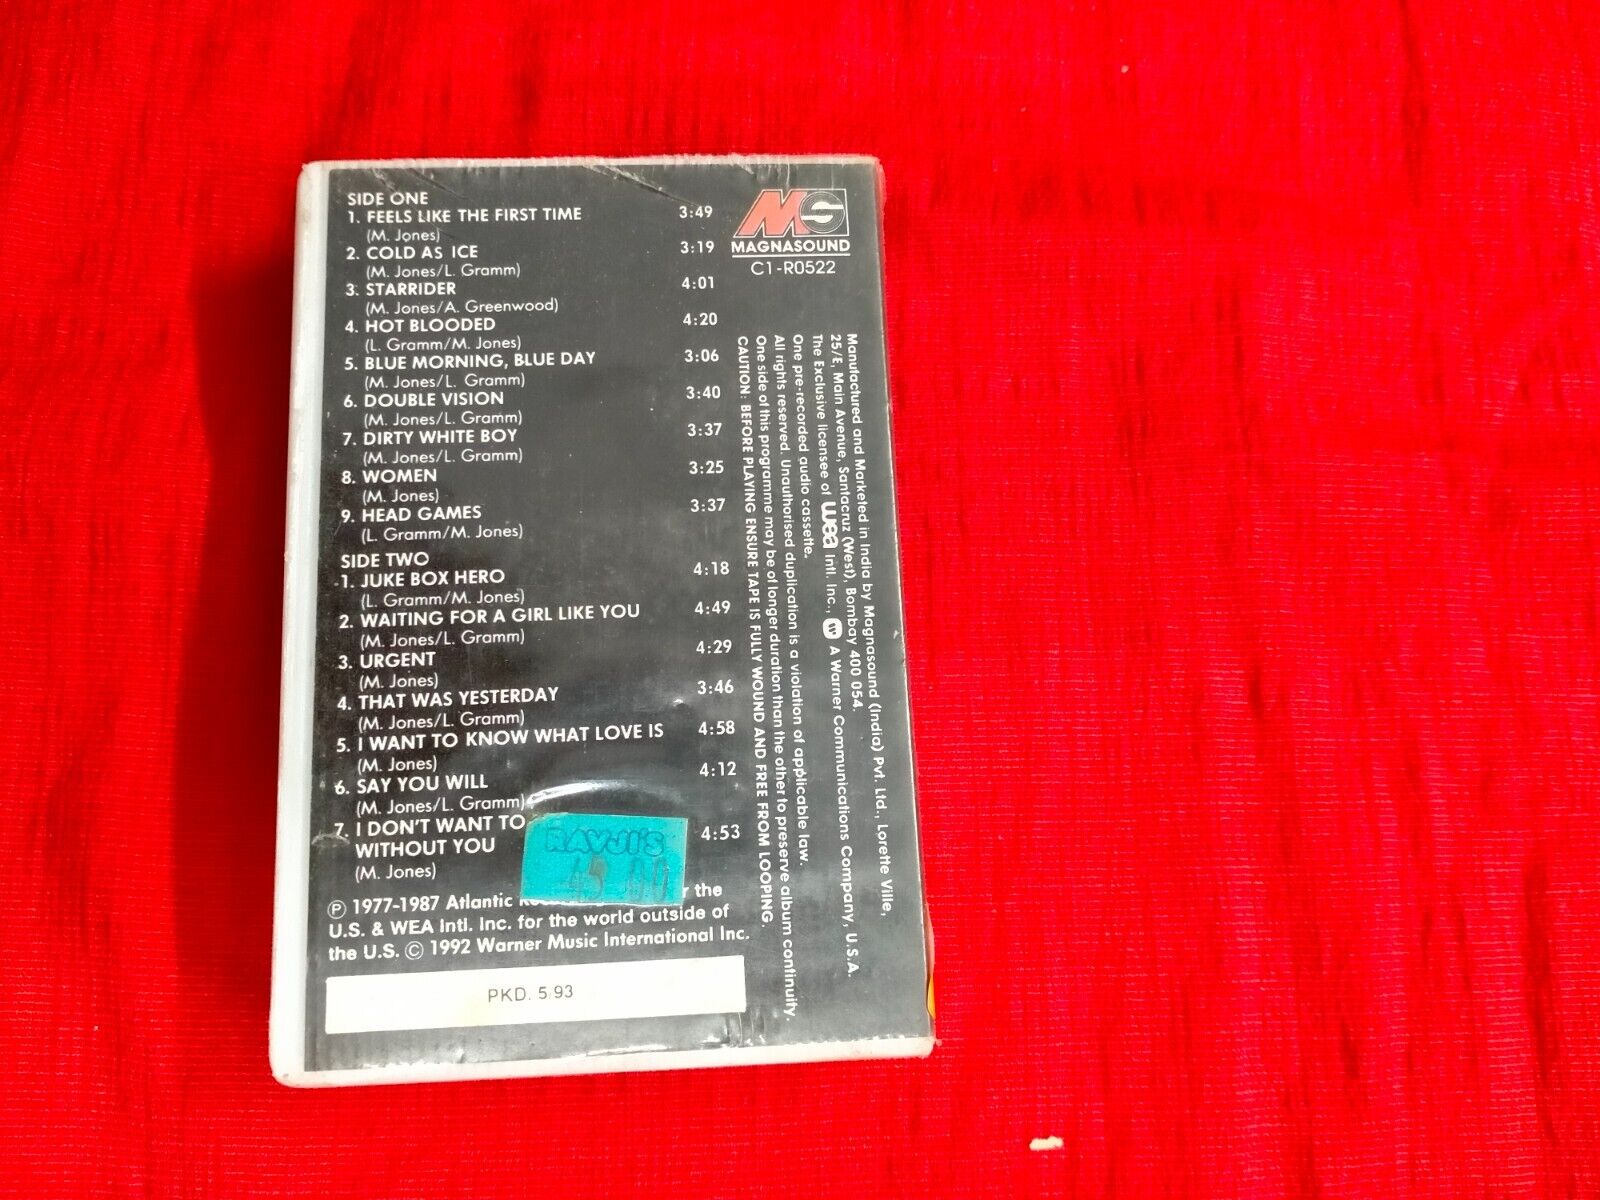 SIDE ONE
1. FEELS LIKE THE FIRST TIME 3:49
(M. Jones)
2. COLD AS ICE 3:19
(M. Jones/L. Gramm)
3. STARRIDER 4:01
(M. Jones/A. Greenwood)
4. HOT BLOODED 4:20
(L. Gramm/M. Jones)
5. BLUE MORNING, BLUE DAY 3:06
(M. Jones/L. Gramm)
6. DOUBLE VISION 3:40
(M. Jones/L. Gramm)
7. DIRTY WHITE BOY 3:37
(M. Jones/L. Gramm)
8. WOMEN 3:25
(M. Jones)
9. HEAD GAMES 3:37
(L. Gramm/M. Jones)
SIDE TWO
1. JUKE BOX HERO 4:18
(L. Gramm/M. Jones)
2. WAITING FOR A GIRL LIKE YOU 4:49
(M. Jones/L. Gramm)
3. URGENT 4:29
(M. Jones)
4. THAT WAS YESTERDAY 3:46
(M. Jones/L. Gramm)
5. I WANT TO KNOW WHAT LOVE IS 4:58
(M. Jones)
6. SAY YOU WILL 4:12
(M. Jones/L. Gramm)
7. I DON'T WANT TO 4:53
WITHOUT YOU
(M. Jones)
RAVJI'S
℗ 1977-1987 Atlantic r the
U.S. & WEA Intl. Inc. for the world outside of
the U.S. © 1992 Warner Music International Inc.
PKD. 5 93
MS
MAGNASOUND
C1-R0522
Manufactured and Marketed in India by Magnasound (India) Pvt. Ltd., Lorette Ville,
25/E, Main Avenue, Santacruz (West), Bombay 400 054.
The Exclusive licensee of wea Intl. Inc., A Warner Communications Company, U.S.A.
One pre-recorded audio cassette.
All rights reserved. Unauthorised duplication is a violation of applicable law.
One side of this programme may be of longer duration than the other to preserve album continuity.
CAUTION: BEFORE PLAYING ENSURE TAPE IS FULLY WOUND AND FREE FROM LOOPING.